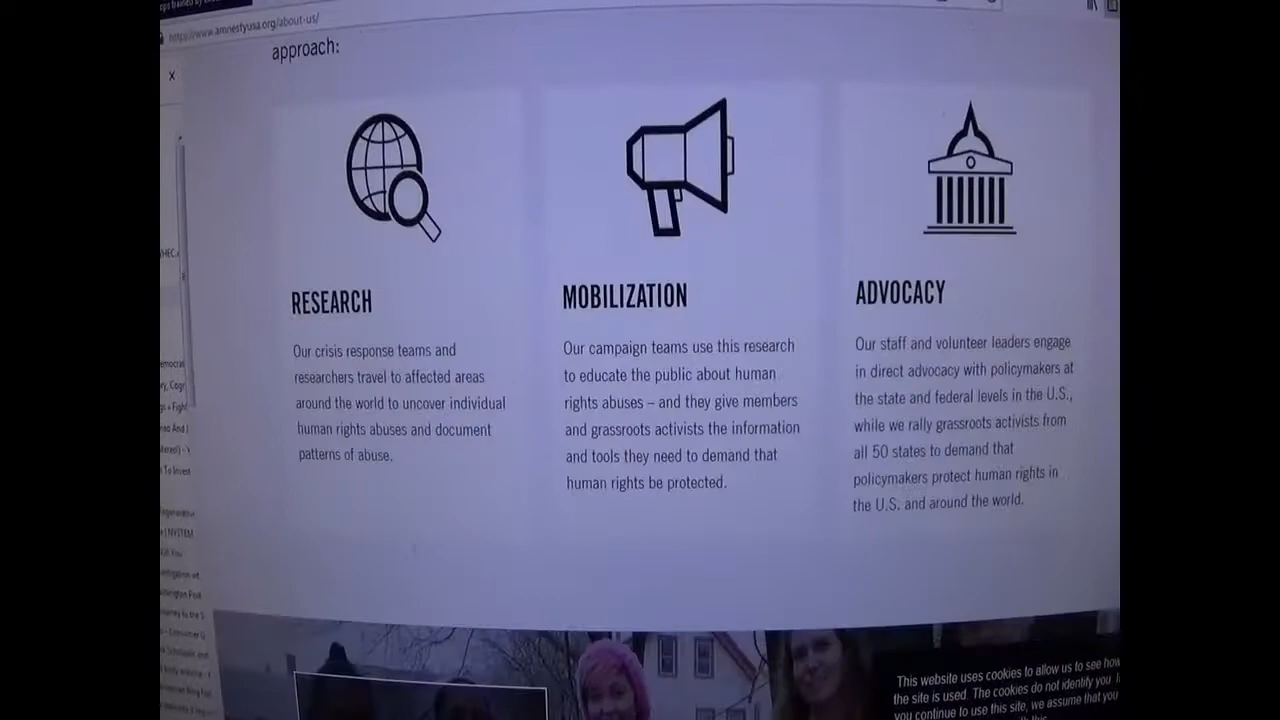 https://www.amnestyusa.org/about-us/
approach:
RESEARCH
Our crisis response teams and
researchers travel to affected areas
around the world to uncover individual
human rights abuses and document
patterns of abuse.
MOBILIZATION
Our campaign teams use this research
to educate the public about human
rights abuses – and they give members
and grassroots activists the information
and tools they need to demand that
human rights be protected.
ADVOCACY
Our staff and volunteer leaders engage
in direct advocacy with policymakers at
the state and federal levels in the U.S.,
while we rally grassroots activists from
all 50 states to demand that
policymakers protect human rights in
the U.S. and around the world.
This website uses cookies to allow us to see how
the site is used. The cookies do not identify you.
you continue to use this site, we assume that you